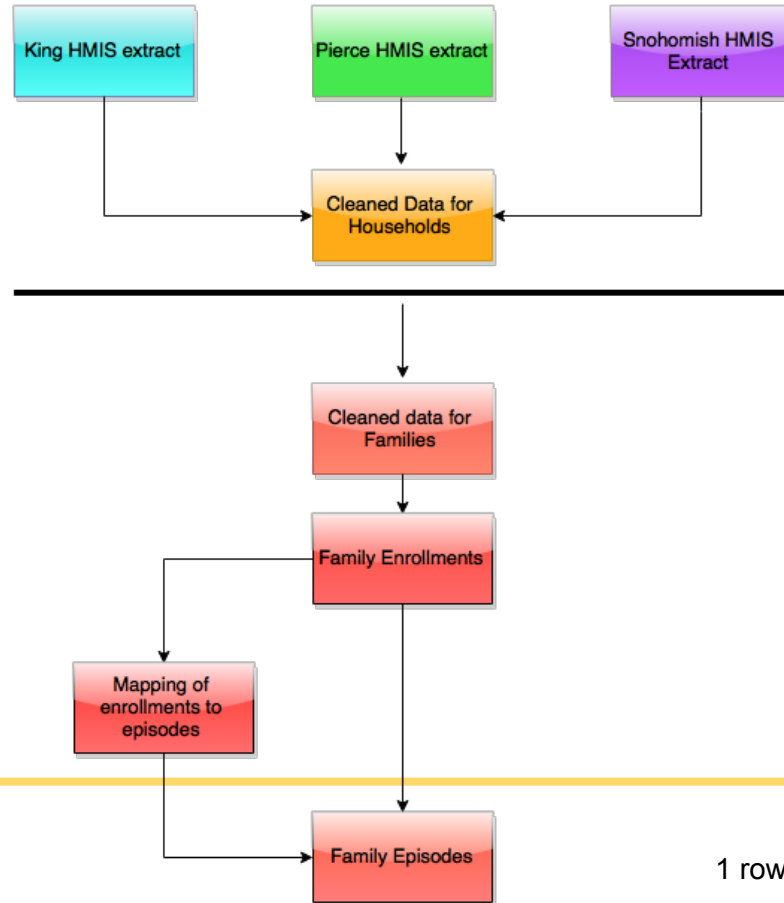 King HMIS extract
Pierce HMIS extract
Snohomish HMIS
Extract
Cleaned Data for
Households
Cleaned data for
Families
Family Enrollments
Mapping of
enrollments to
episodes
Family Episodes
1 row